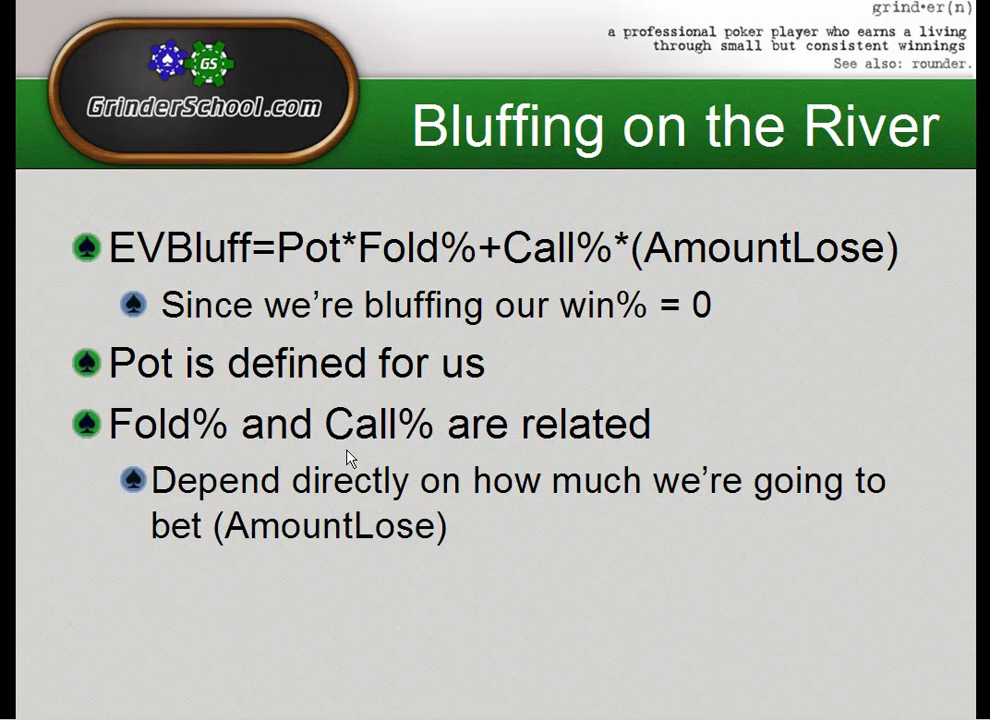 grind•er(n)
a professional poker player who earns a living
through small but consistent winnings
See also: rounder.
GS
GrinderSchool.com
Bluffing on the River
EVBluff=Pot*Fold%+Call%*(AmountLose)
Since we’re bluffing our win% = 0
Pot is defined for us
Fold% and Call% are related
Depend directly on how much we’re going to
bet (AmountLose)